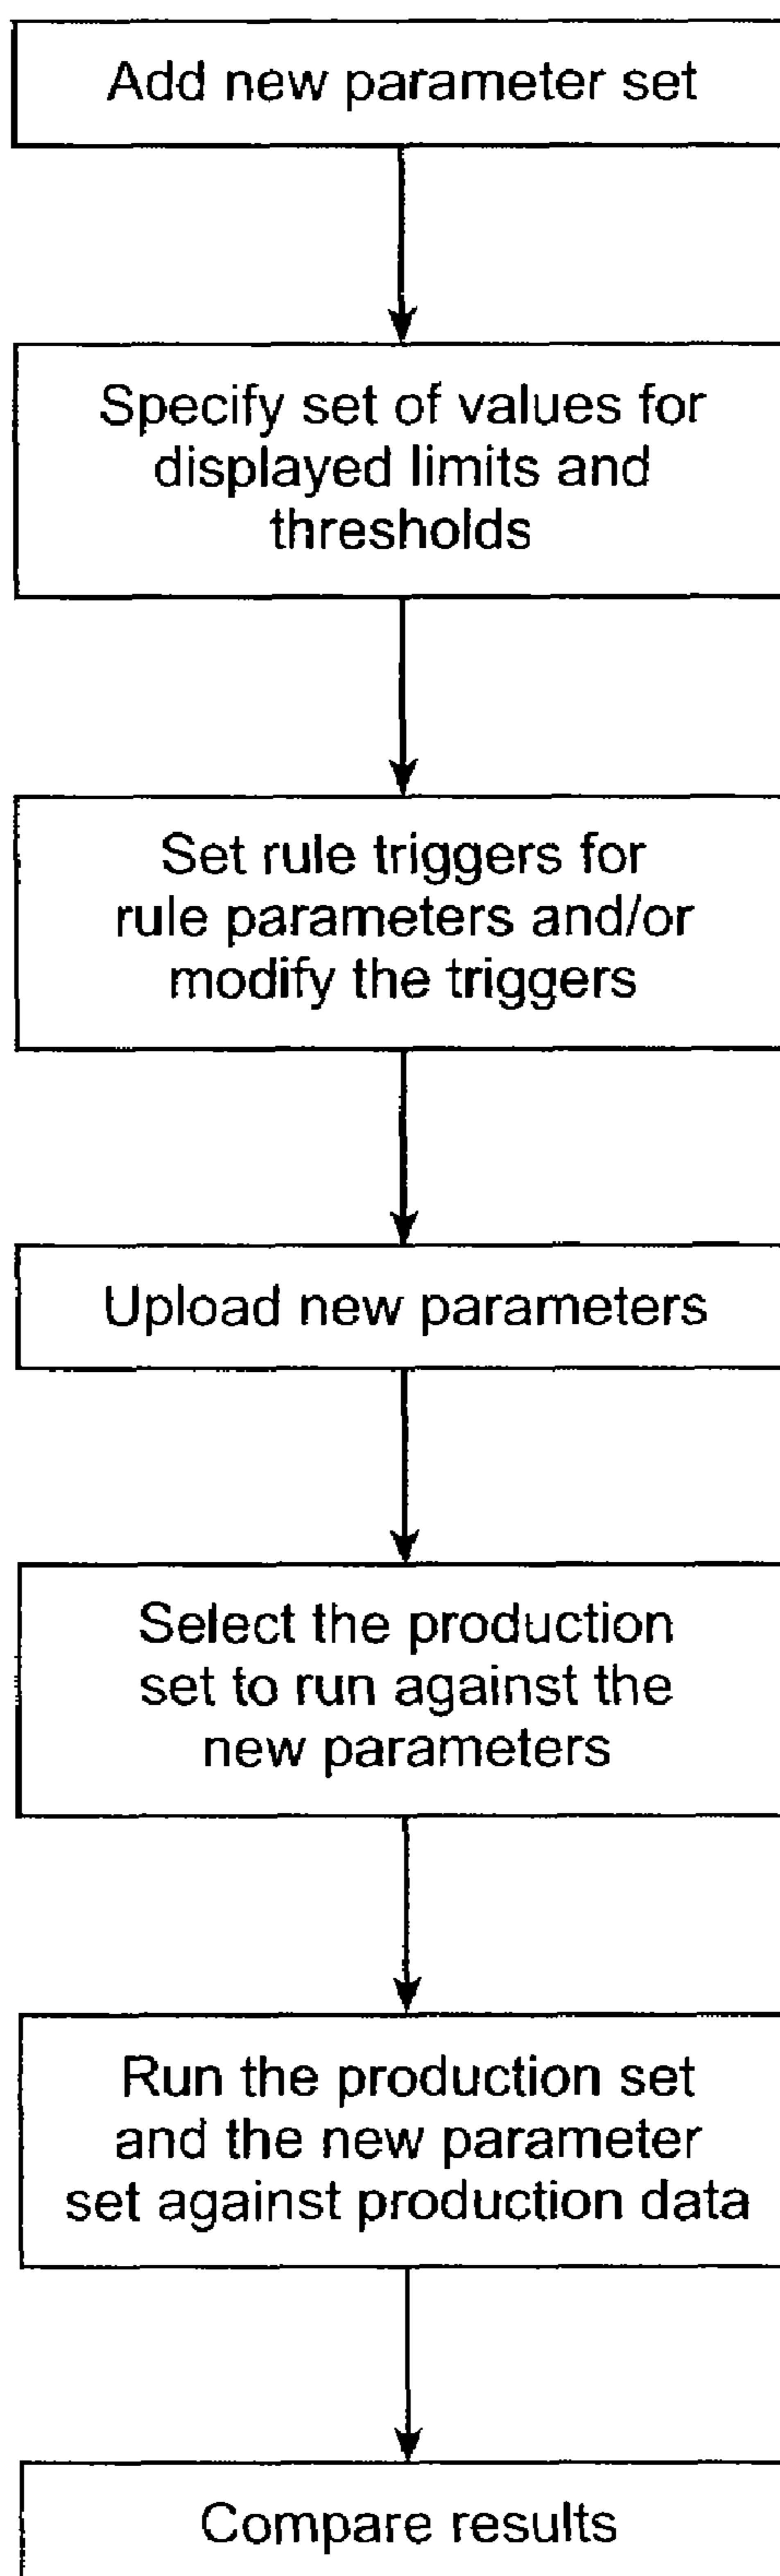 Add new parameter set
Specify set of values for
displayed limits and
thresholds
Set rule triggers for
rule parameters and/or
modify the triggers
Upload new parameters
Select the production
set to run against the
new parameters
Run the production set
and the new parameter
set against production data
Compare results